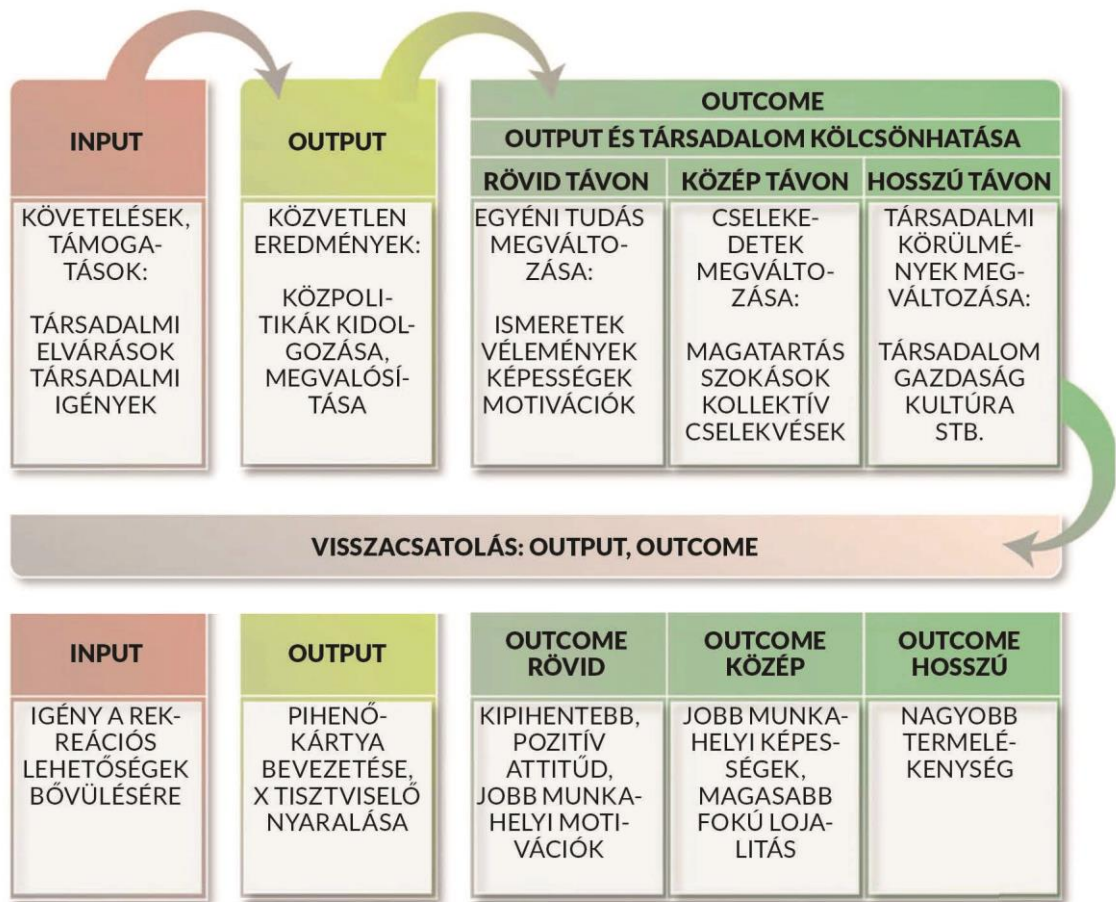 INPUT
KÖVETELÉSEK,
TÁMOGA-
TÁSOK:
TÁRSADALMI
ELVÁRÁSOK
TÁRSADALMI
IGÉNYEK
OUTPUT
KÖZVETLEN
EREDMÉNYEK:
KÖZPOLI-
TIKÁK KIDOL-
GOZÁSA,
MEGVALÓSÍ-
TÁSA
OUTCOME
OUTPUT ÉS TÁRSADALOM KÖLCSÖNHATÁSA
RÖVID TÁVON
EGYÉNI TUDÁS
MEGVÁLTO-
ZÁSA:
ISMERETEK
VÉLEMÉNYEK
KÉPESSÉGEK
MOTIVÁCIÓK
KÖZÉP TÁVON
CSELEKE-
DETEK
MEGVÁLTO-
ZÁSA:
MAGATARTÁS
SZOKÁSOK
KOLLEKTÍV
CSELEKVÉSEK
HOSSZÚ TÁVON
TÁRSADALMI
KÖRÜLMÉ-
NYEK MEG-
VÁLTOZÁSA:
TÁRSADALOM
GAZDASÁG
KULTÚRA
STB.
VISSZACSATOLÁS: OUTPUT, OUTCOME
INPUT
IGÉNY A REK-
REÁCIÓS
LEHETŐSÉGEK
BŐVÜLÉSÉRE
OUTPUT
PIHENŐ-
KÁRTYA
BEVEZETÉSE,
X TISZTVISELŐ
NYARALÁSA
OUTCOME
RÖVID
KIPIHENTEBB,
POZITÍV
ATTITŰD,
JOBB MUNKA-
HELYI MOTI-
VÁCIÓK
OUTCOME
KÖZÉP
JOBB MUNKA-
HELYI KÉPES-
SÉGEK,
MAGASABB
FOKÚ LOJA-
LITÁS
OUTCOME
HOSSZÚ
NAGYOBB
TERMELÉ-
KENYSÉG